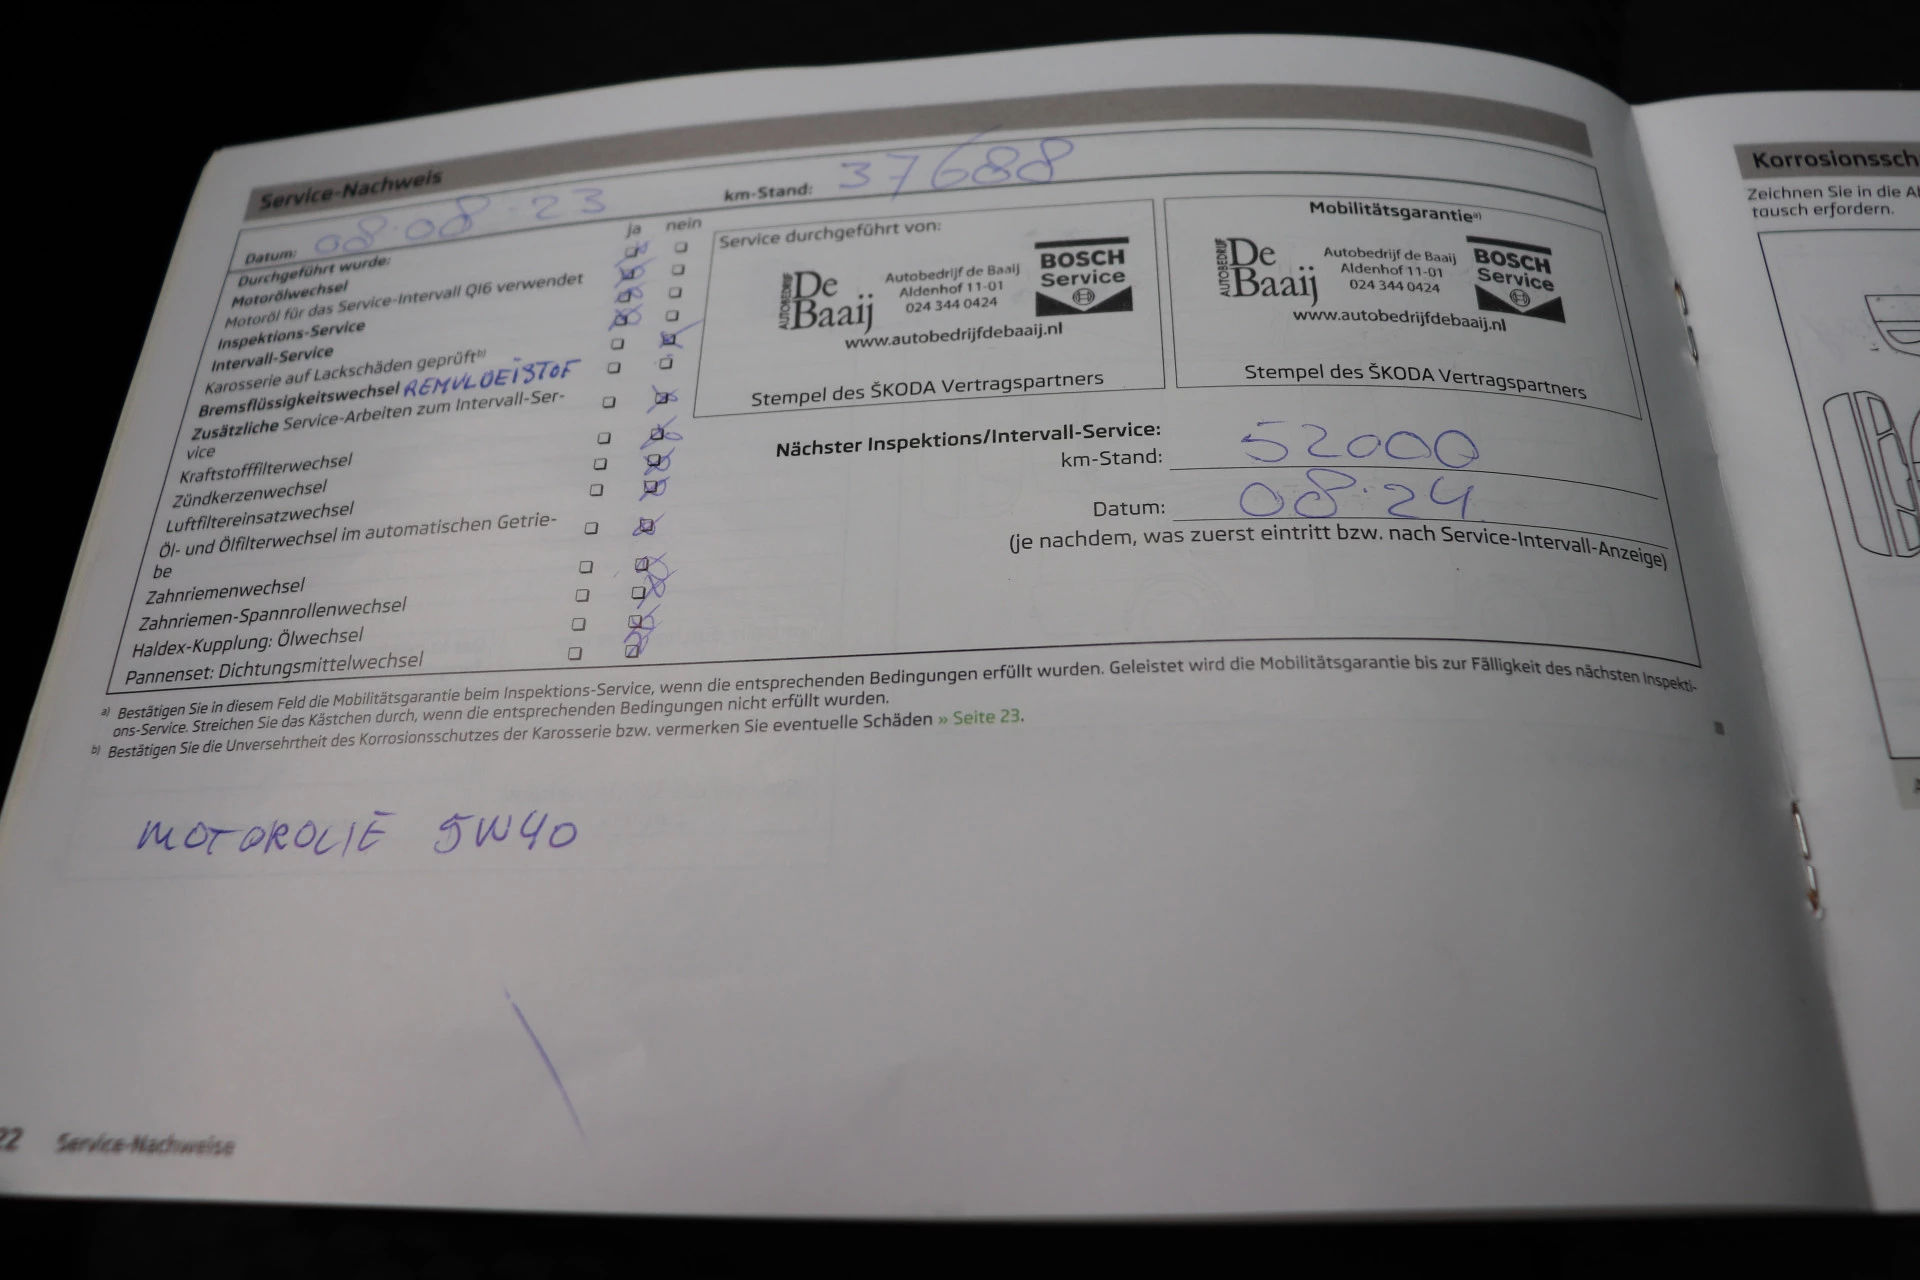 Service-Nachweis
Datum: 08-08-23
km-Stand: 37688
ja nein
Durchgeführt wurde:
Motorölwechsel
Motoröl für das Service-Intervall QI6 verwendet
Inspektions-Service
Intervall-Service
Karosserie auf Lackschäden geprüft b)
Bremsflüssigkeitswechsel REMVLOEISTOF
Zusätzliche Service-Arbeiten zum Intervall-Ser-
vice
Kraftstofffilterwechsel
Zündkerzenwechsel
Luftfiltereinsatzwechsel
Öl- und Ölfilterwechsel im automatischen Getrie-
be
Zahnriemenwechsel
Zahnriemen-Spannrollenwechsel
Haldex-Kupplung: Ölwechsel
Pannenset: Dichtungsmittelwechsel
Service durchgeführt von:
AUTOBEDRIJF
De
Baaij
Autobedrijf de Baaij
Aldenhof 11-01
024 344 0424
BOSCH
Service
www.autobedrijfdebaaij.nl
Stempel des ŠKODA Vertragspartners
Mobilitätsgarantie a)
AUTOBEDRIJF
De
Baaij
Autobedrijf de Baaij
Aldenhof 11-01
024 344 0424
BOSCH
Service
www.autobedrijfdebaaij.nl
Stempel des ŠKODA Vertragspartners
Nächster Inspektions/Intervall-Service:
km-Stand: 52000
Datum: 08-24
(je nachdem, was zuerst eintritt bzw. nach Service-Intervall-Anzeige)
a) Bestätigen Sie in diesem Feld die Mobilitätsgarantie beim Inspektions-Service, wenn die entsprechenden Bedingungen erfüllt wurden. Geleistet wird die Mobilitätsgarantie bis zur Fälligkeit des nächsten Inspekti-
ons-Service. Streichen Sie das Kästchen durch, wenn die entsprechenden Bedingungen nicht erfüllt wurden.
b) Bestätigen Sie die Unversehrtheit des Korrosionsschutzes der Karosserie bzw. vermerken Sie eventuelle Schäden » Seite 23.
MOTOROLIE 5W40
22 Service-Nachweise
Korrosionssch
Zeichnen Sie in die Ab
tausch erfordern.